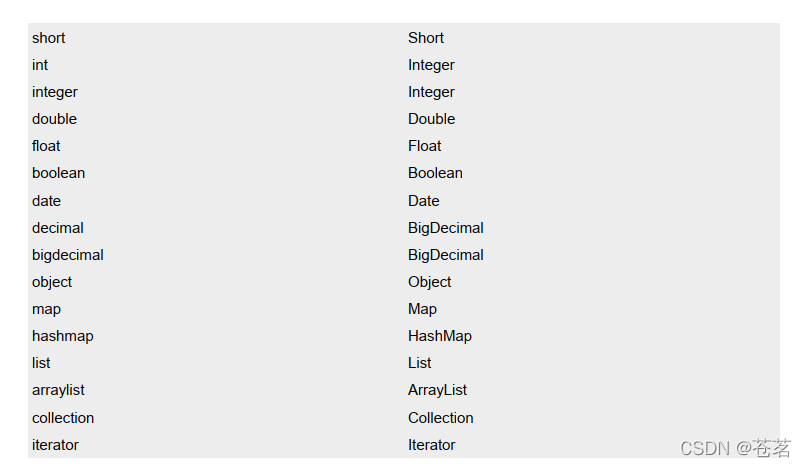 short Short
int Integer
integer Integer
double Double
float Float
boolean Boolean
date Date
decimal BigDecimal
bigdecimal BigDecimal
object Object
map Map
hashmap HashMap
list List
arraylist ArrayList
collection Collection
iterator Iterator
CSDN @苍茗